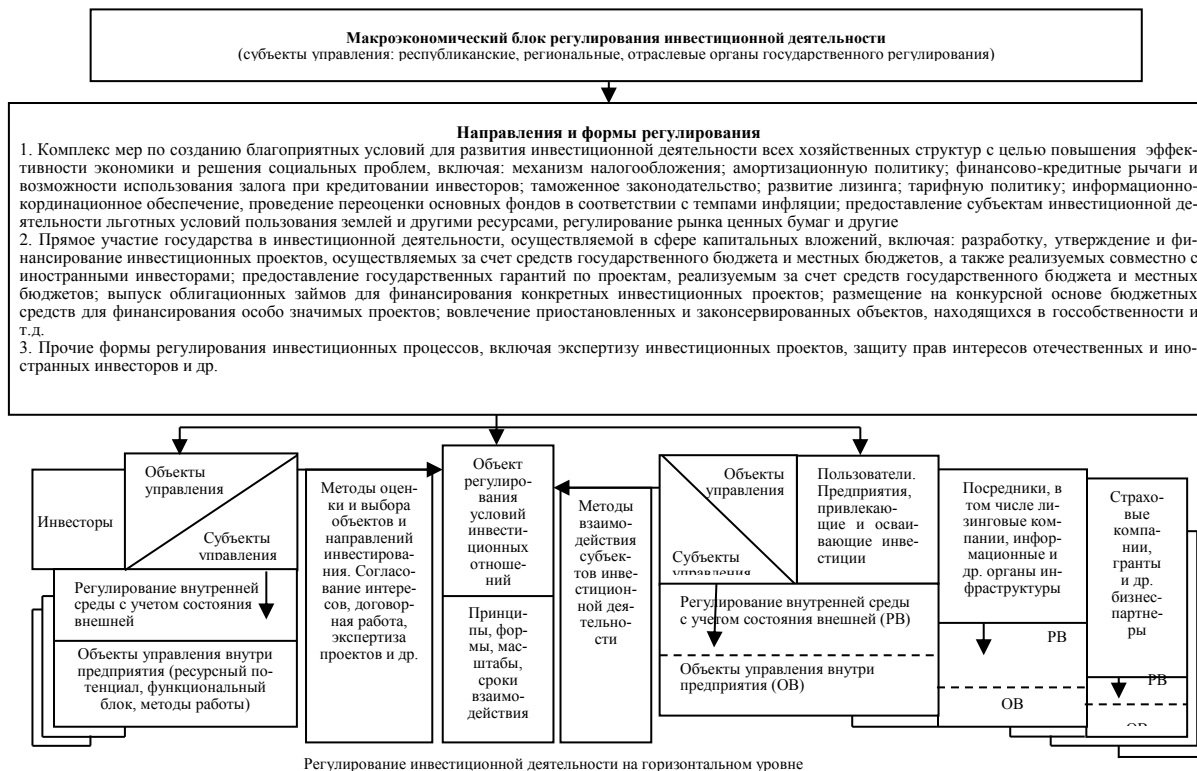 Макроэкономический блок регулирования инвестиционной деятельности
(субъекты управления: республиканские, региональные, отраслевые органы государственного регулирования)
Направления и формы регулирования
1. Комплекс мер по созданию благоприятных условий для развития инвестиционной деятельности всех хозяйственных структур с целью повышения эффек-
тивности экономики и решения социальных проблем, включая: механизм налогообложения; амортизационную политику; финансово-кредитные рычаги и
возможности использования залога при кредитовании инвесторов; таможенное законодательство; развитие лизинга; тарифную политику; информационно-
кординационное обеспечение, проведение переоценки основных фондов в соответствии с темпами инфляции; предоставление субъектам инвестиционной де-
ятельности льготных условий пользования землей и другими ресурсами, регулирование рынка ценных бумаг и другие
2. Прямое участие государства в инвестиционной деятельности, осуществляемой в сфере капитальных вложений, включая: разработку, утверждение и фи-
нансирование инвестиционных проектов, осуществляемых за счет средств государственного бюджета и местных бюджетов, а также реализуемых совместно с
иностранными инвесторами; предоставление государственных гарантий по проектам, реализуемым за счет средств государственного бюджета и местных
бюджетов; выпуск облигационных займов для финансирования конкретных инвестиционных проектов; размещение на конкурсной основе бюджетных
средств для финансирования особо значимых проектов; вовлечение приостановленных и законсервированных объектов, находящихся в госсобственности и
т.д.
3. Прочие формы регулирования инвестиционных процессов, включая экспертизу инвестиционных проектов, защиту прав интересов отечественных и ино-
странных инвесторов и др.
Инвесторы
Объекты
управления
Субъекты
управления
Регулирование внутренней
среды с учетом состояния
внешней
Объекты управления внутри
предприятия (ресурсный по-
тенциал, функциональный
блок, методы работы)
Методы оцен-
ки и выбора
объектов и
направлений
инвестирова-
ния. Согласо-
вание интере-
сов, договор-
ная работа,
экспертиза
проектов и др.
Объект
регулиро-
вания
условий
инвести-
ционных
отноше-
ний
Принци-
пы, фор-
мы, мас-
штабы,
сроки
взаимо-
действия
Методы
взаимо-
действия
субъек-
тов инве-
стицион-
ной дея-
тельно-
сти
Объекты
управления
Субъекты
управления
Пользователи.
Предприятия,
привлекаю-
щие и осваи-
вающие инве-
стиции
Регулирование внутренней среды
с учетом состояния внешней (РВ)
Объекты управления внутри
предприятия (ОВ)
Посредники, в
том числе ли-
зинговые ком-
пании, инфор-
мационные и
др. органы ин-
фраструктуры
РВ
ОВ
Страхо-
вые
компа-
нии,
гранты
и др.
бизнес-
партне-
ры
РВ
ОВ
Регулирование инвестиционной деятельности на горизонтальном уровне